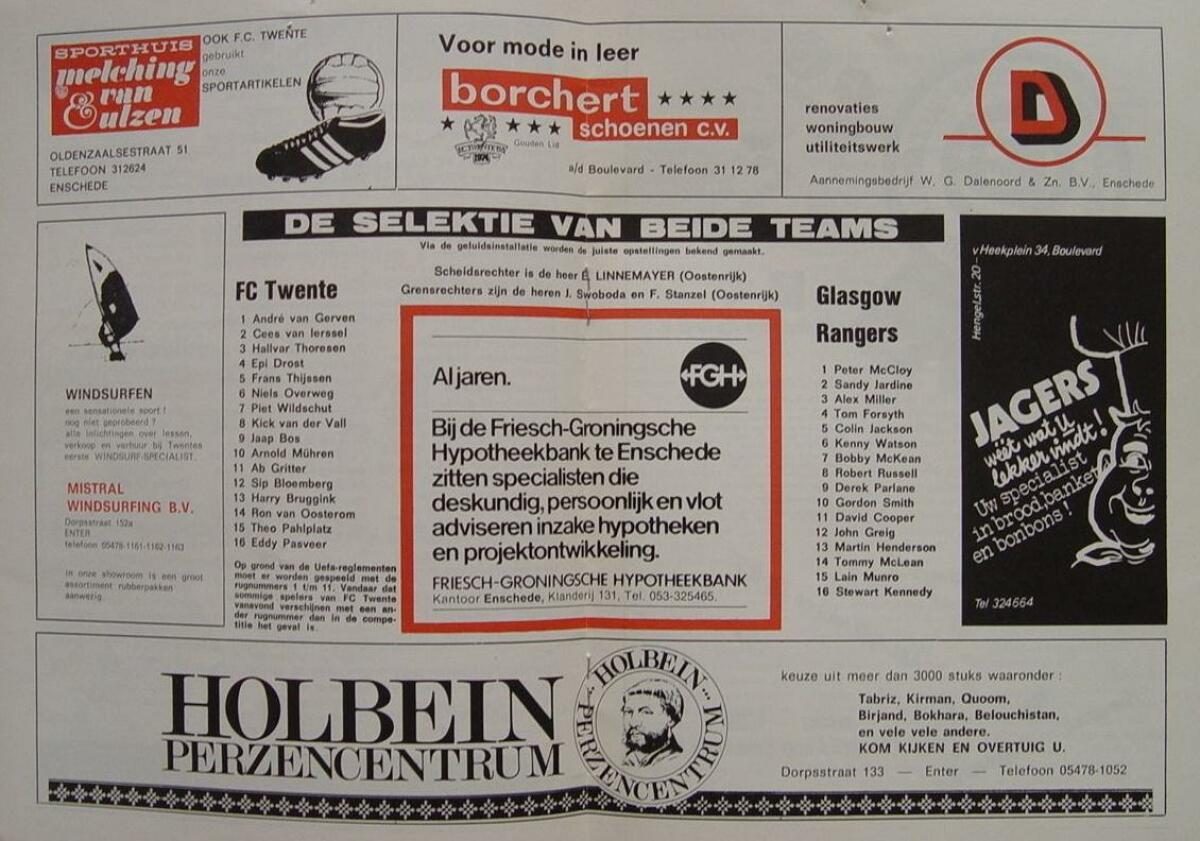 SPORTHUIS
melching
& van
ulzen
OOK F.C. TWENTE
gebruikt
onze
SPORTARTIKELEN
OLDENZAALSESTRAAT 51
TELEFOON 312624
ENSCHEDE
Voor mode in leer
borchert
schoenen c.v.
Gouden Lid
a/d Boulevard - Telefoon 31 12 78
renovaties
woningbouw
utiliteitswerk
Aannemingsbedrijf W. G. Dalenoord & Zn. B.V., Enschede
DE SELEKTIE VAN BEIDE TEAMS
Via de geluidsinstallatie worden de juiste opstellingen bekend gemaakt.
Scheidsrechter is de heer E. LINNEMAYER (Oostenrijk)
Grensrechters zijn de heren J. Swoboda en F. Stanzel (Oostenrijk)
WINDSURFEN
een sensationele sport !
nog niet geprobeerd ?
alle inlichtingen over lessen,
verkoop en verhuur bij Twentes
eerste WINDSURF-SPECIALIST.
MISTRAL
WINDSURFING B.V.
Dorpsstraat 152a
ENTER
telefoon 05478-1161-1162-1163
In onze showroom is een groot
assortiment rubberpakken
aanwezig.
FC Twente
1 André van Gerven
2 Cees van Ierssel
3 Hallvar Thoresen
4 Epi Drost
5 Frans Thijssen
6 Niels Overweg
7 Piet Wildschut
8 Kick van der Vall
9 Jaap Bos
10 Arnold Mühren
11 Ab Gritter
12 Sip Bloemberg
13 Harry Bruggink
14 Ron van Oosterom
15 Theo Pahlplatz
16 Eddy Pasveer
Op grond van de Uefa-reglementen
moet er worden gespeeld met de
rugnummers 1 t/m 11. Vandaar dat
sommige spelers van FC Twente
vanavond verschijnen met een an-
der rugnummer dan in de compe-
titie het geval is.
Al jaren.
FGH
Bij de Friesch-Groningsche
Hypotheekbank te Enschede
zitten specialisten die
deskundig, persoonlijk en vlot
adviseren inzake hypotheken
en projektontwikkeling.
FRIESCH-GRONINGSCHE HYPOTHEEKBANK
Kantoor Enschede, Klanderij 131, Tel. 053-325465.
Glasgow
Rangers
1 Peter McCloy
2 Sandy Jardine
3 Alex Miller
4 Tom Forsyth
5 Colin Jackson
6 Kenny Watson
7 Bobby McKean
8 Robert Russell
9 Derek Parlane
10 Gordon Smith
11 David Cooper
12 John Greig
13 Martin Henderson
14 Tommy McLean
15 Lain Munro
16 Stewart Kennedy
v Heekplein 34, Boulevard
Hengel.str. 20 -
JAGERS
wéét wat u
lekker vindt!
Uw specialist
in brood, banket
en bonbons!
Tel 324664
HOLBEIN
PERZENCENTRUM
HOLBEIN
PERZENCENTRUM
keuze uit meer dan 3000 stuks waaronder :
Tabriz, Kirman, Quoom,
Birjand, Bokhara, Belouchistan,
en vele vele andere.
KOM KIJKEN EN OVERTUIG U.
Dorpsstraat 133 — Enter — Telefoon 05478-1052